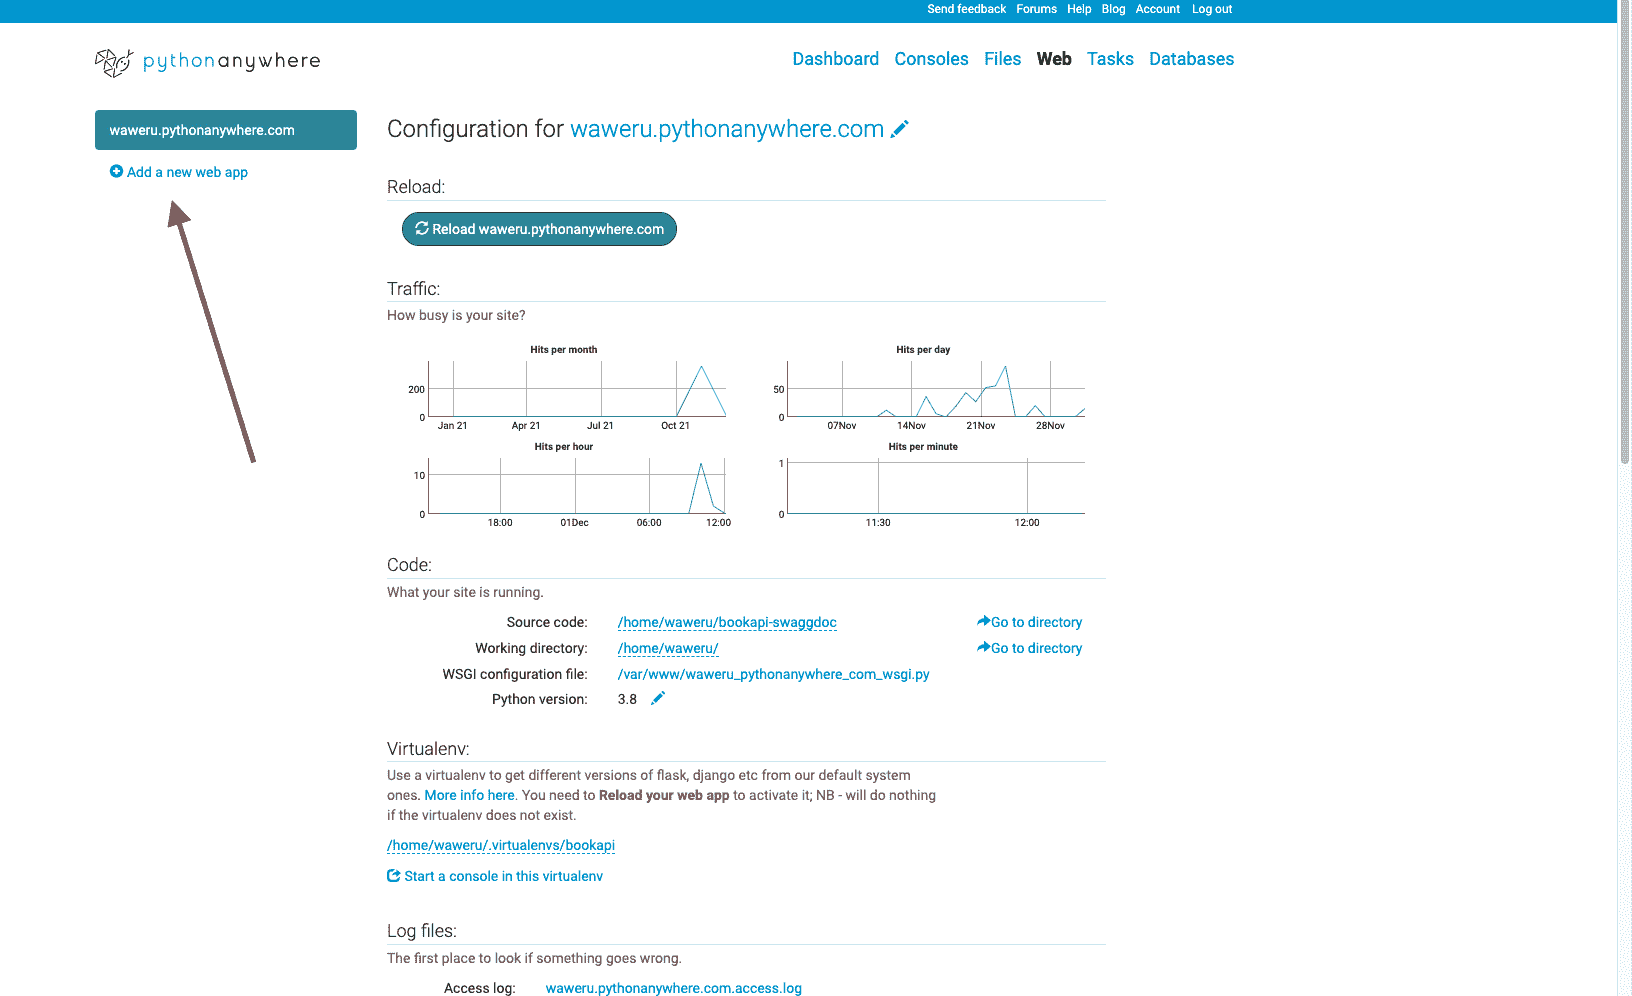 Send feedback Forums Help Blog Account Log out
pythonanywhere
Dashboard Consoles Files Web Tasks Databases
waweru.pythonanywhere.com
Add a new web app
Configuration for waweru.pythonanywhere.com
Reload:
Reload waweru.pythonanywhere.com
Traffic:
How busy is your site?
Hits per month
200
0
Jan 21 Apr 21 Jul 21 Oct 21
Hits per day
50
0
07Nov 14Nov 21Nov 28Nov
Hits per hour
10
0
18:00 01Dec 06:00 12:00
Hits per minute
1
0
11:30 12:00
Code:
What your site is running.
Source code: /home/waweru/bookapi-swaggdoc Go to directory
Working directory: /home/waweru/ Go to directory
WSGI configuration file: /var/www/waweru_pythonanywhere_com_wsgi.py
Python version: 3.8
Virtualenv:
Use a virtualenv to get different versions of flask, django etc from our default system
ones. More info here. You need to Reload your web app to activate it; NB - will do nothing
if the virtualenv does not exist.
/home/waweru/.virtualenvs/bookapi
Start a console in this virtualenv
Log files:
The first place to look if something goes wrong.
Access log: waweru.pythonanywhere.com.access.log